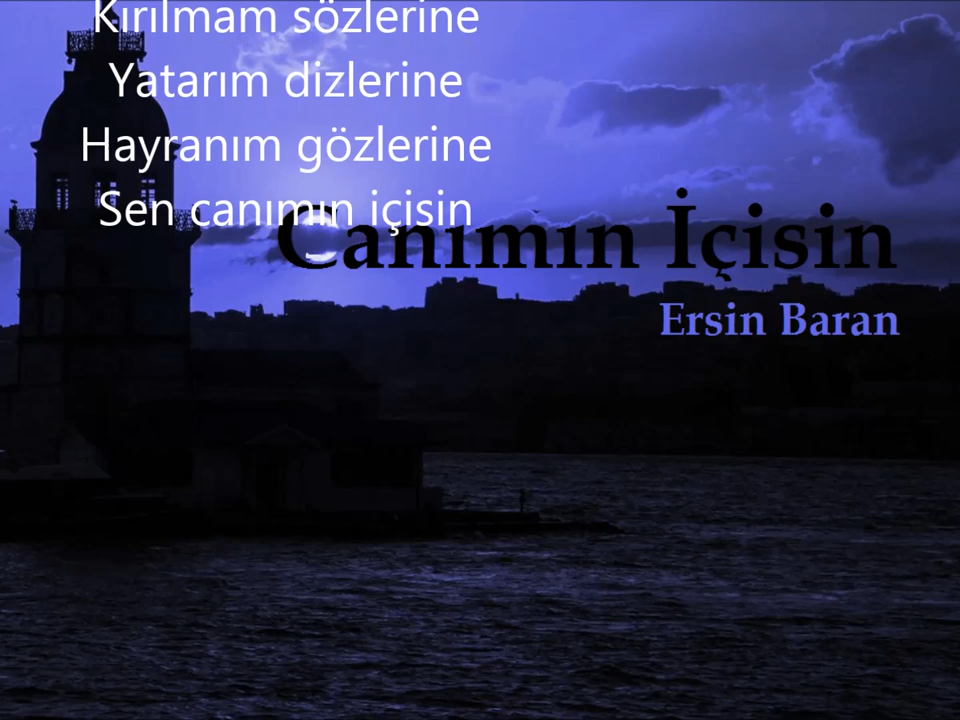 Kırılmam sözlerine
Yatarım dizlerine
Hayranım gözlerine
Sen canımın içisin
Canımın İçisin
Ersin Baran